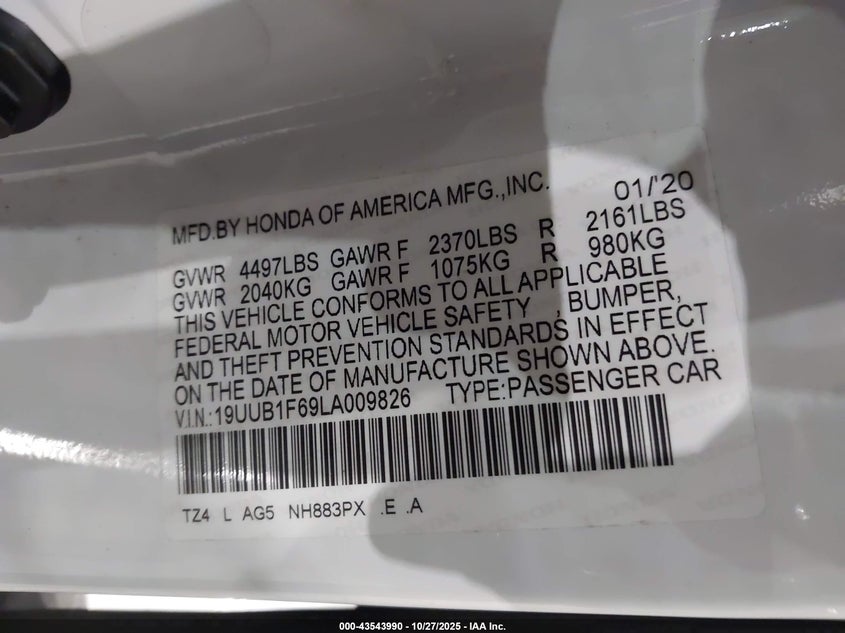 MFD.BY HONDA OF AMERICA MFG.,INC. 01/'20
GVWR 4497LBS GAWR F 2370LBS R 2161LBS
GVWR 2040KG GAWR F 1075KG R 980KG
THIS VEHICLE CONFORMS TO ALL APPLICABLE
FEDERAL MOTOR VEHICLE SAFETY , BUMPER,
AND THEFT PREVENTION STANDARDS IN EFFECT
ON THE DATE OF MANUFACTURE SHOWN ABOVE.
V.I.N.:19UUB1F69LA009826 TYPE:PASSENGER CAR
TZ4 L AG5 NH883PX .E .A
000-43543990 - 10/27/2025 - IAA Inc.